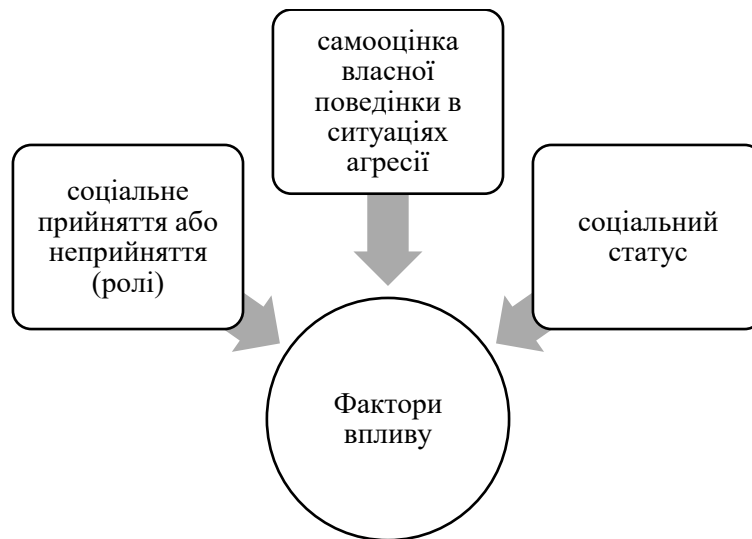 самооцінка
власної
поведінки в
ситуаціях
агресії
соціальне
прийняття або
неприйняття
(ролі)
соціальний
статус
Фактори
впливу